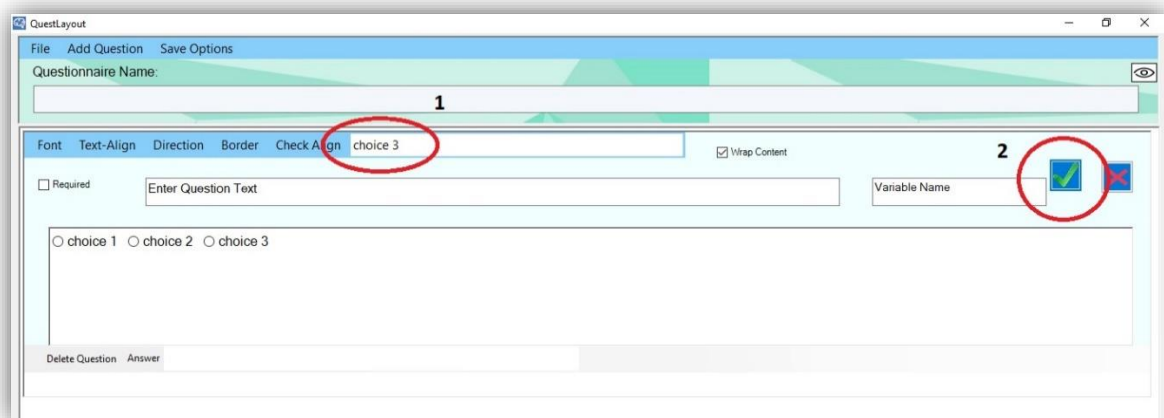 QuestLayout
File Add Question Save Options
Questionnaire Name:
1
Font Text-Align Direction Border Check Align choice 3
Wrap Content
2
Required
Enter Question Text
Variable Name
choice 1 choice 2 choice 3
Delete Question Answer